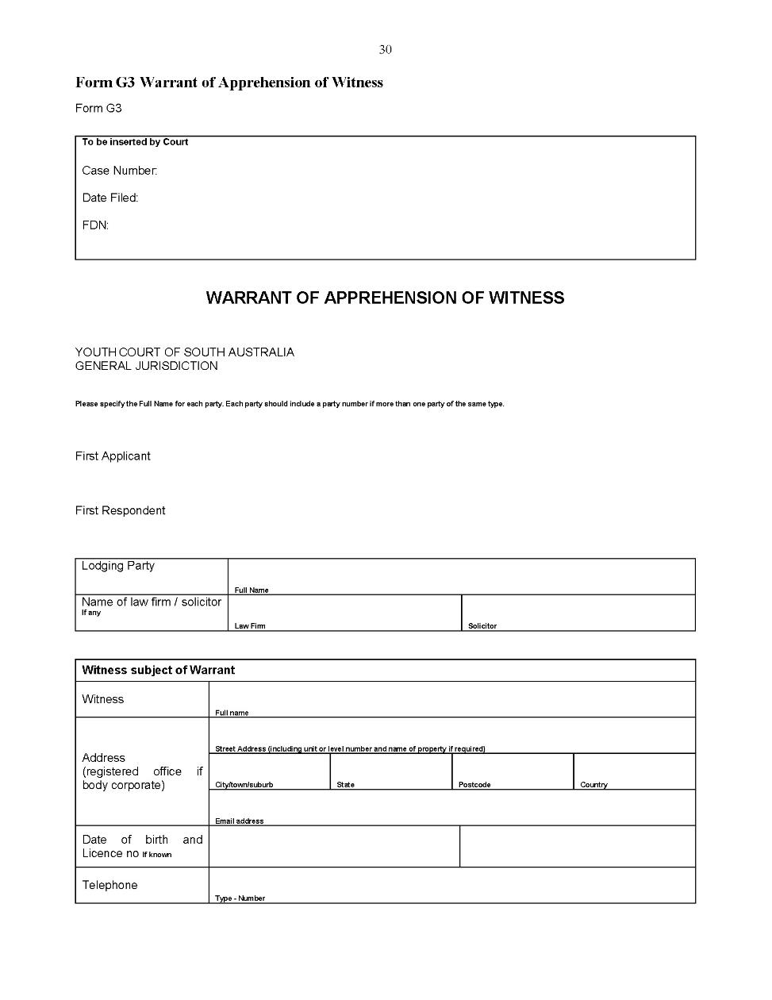 30
Form G3 Warrant of Apprehension of Witness
Form G3
To be inserted by Court
Case Number:
Date Filed:
FDN:
WARRANT OF APPREHENSION OF WITNESS
YOUTH COURT OF SOUTH AUSTRALIA
GENERAL JURISDICTION
Please specify the Full Name for each party. Each party should include a party number if more than one party of the same type.
First Applicant
First Respondent
Lodging Party
Full Name
Name of law firm / solicitor
If any
Law Firm
Solicitor
Witness subject of Warrant
Witness
Full name
Address
(registered office if
body corporate)
Street Address (including unit or level number and name of property if required)
City/town/suburb
State
Postcode
Country
Email address
Date of birth and
Licence no If known
Telephone
Type - Number